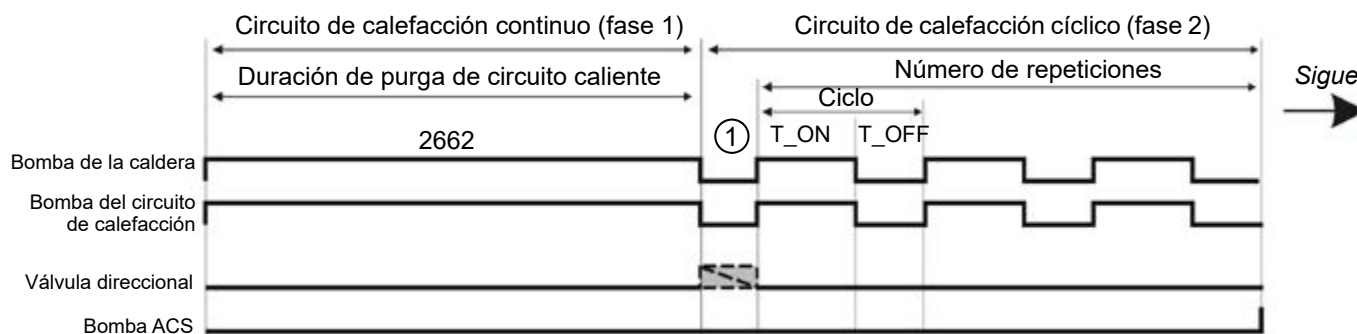 Circuito de calefacción continuo (fase 1)
Circuito de calefacción cíclico (fase 2)
Duración de purga de circuito caliente
Número de repeticiones
Sigue
Ciclo
2662
1
T_ON
T_OFF
Bomba de la caldera
Bomba del circuito
de calefacción
Válvula direccional
Bomba ACS